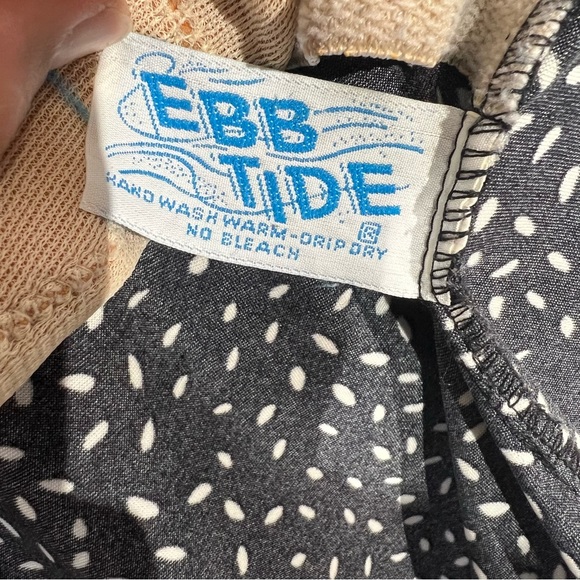 EBB
TIDE
®
HAND WASH WARM-DRIP DRY
NO BLEACH